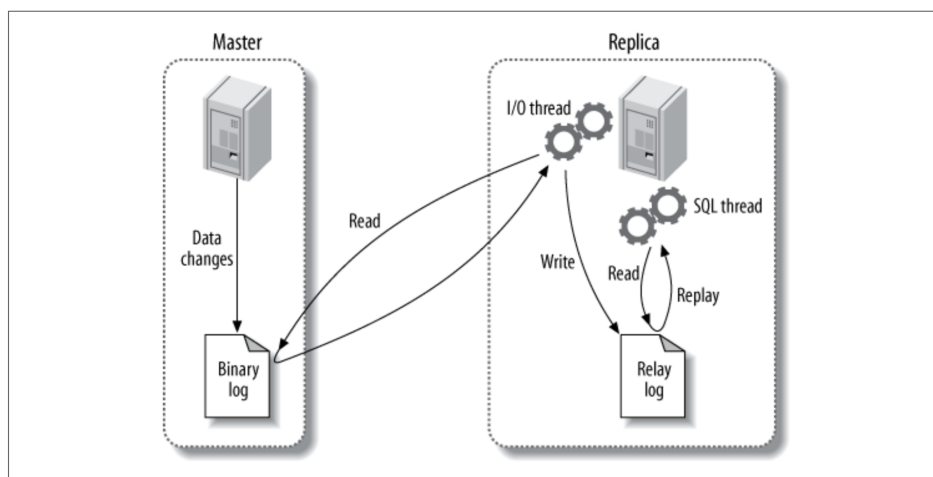 Master
Replica
I/O thread
SQL thread
Read
Data
changes
Write
Read
Replay
Binary
log
Relay
log